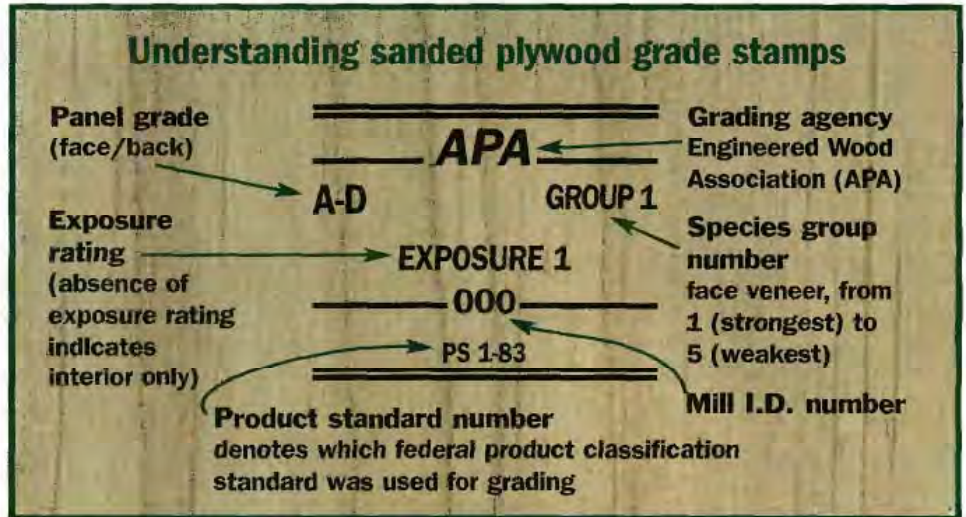 Understanding sanded plywood grade stamps
Panel grade
(face/back)
Exposure
rating
(absence of
exposure rating
indicates
interior only)
APA
A-D
GROUP 1
EXPOSURE 1
000
PS 1-83
Grading agency
Engineered Wood
Association (APA)
Species group
number
face veneer, from
1 (strongest) to
5 (weakest)
Mill I.D. number
Product standard number
denotes which federal product classification
standard was used for grading